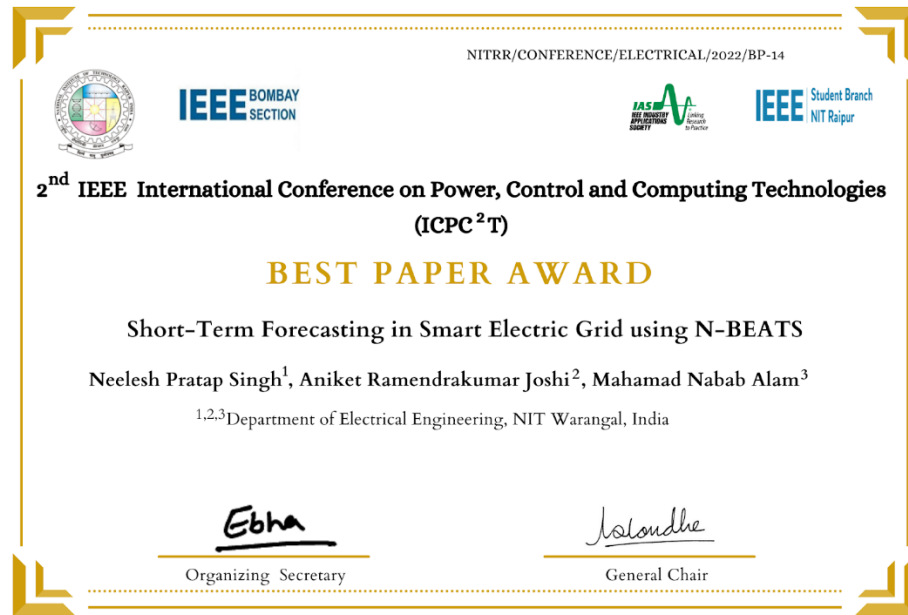 NITRR/CONFERENCE/ELECTRICAL/2022/BP-14
IEEE BOMBAY SECTION
IAS
IEEE INDUSTRY APPLICATIONS SOCIETY
Linking Research to Practice
IEEE Student Branch NIT Raipur
2nd IEEE International Conference on Power, Control and Computing Technologies
(ICPC²T)
BEST PAPER AWARD
Short-Term Forecasting in Smart Electric Grid using N-BEATS
Neelesh Pratap Singh¹, Aniket Ramendrakumar Joshi², Mahamad Nabab Alam³
¹,²,³Department of Electrical Engineering, NIT Warangal, India
Ebha
Organizing Secretary
General Chair